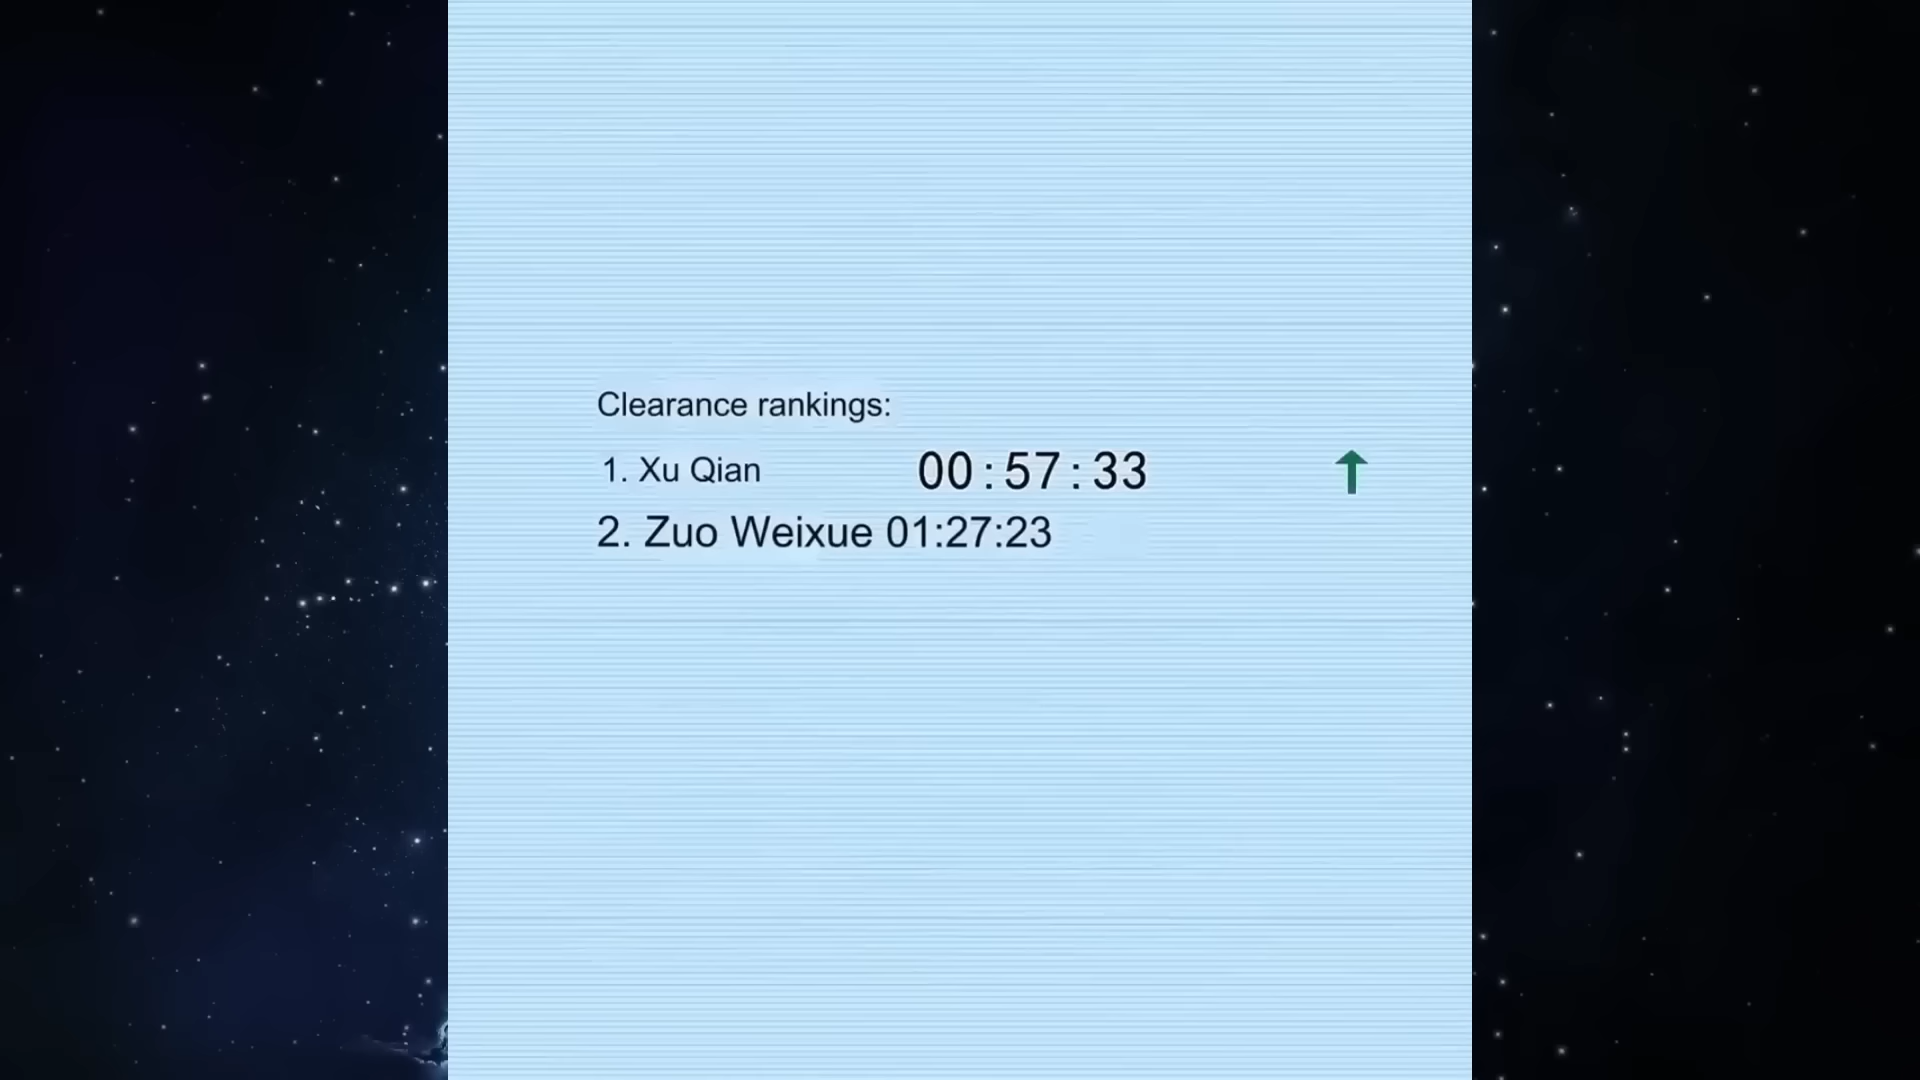 Clearance rankings:
1. Xu Qian 00:57:33 ↑
2. Zuo Weixue 01:27:23